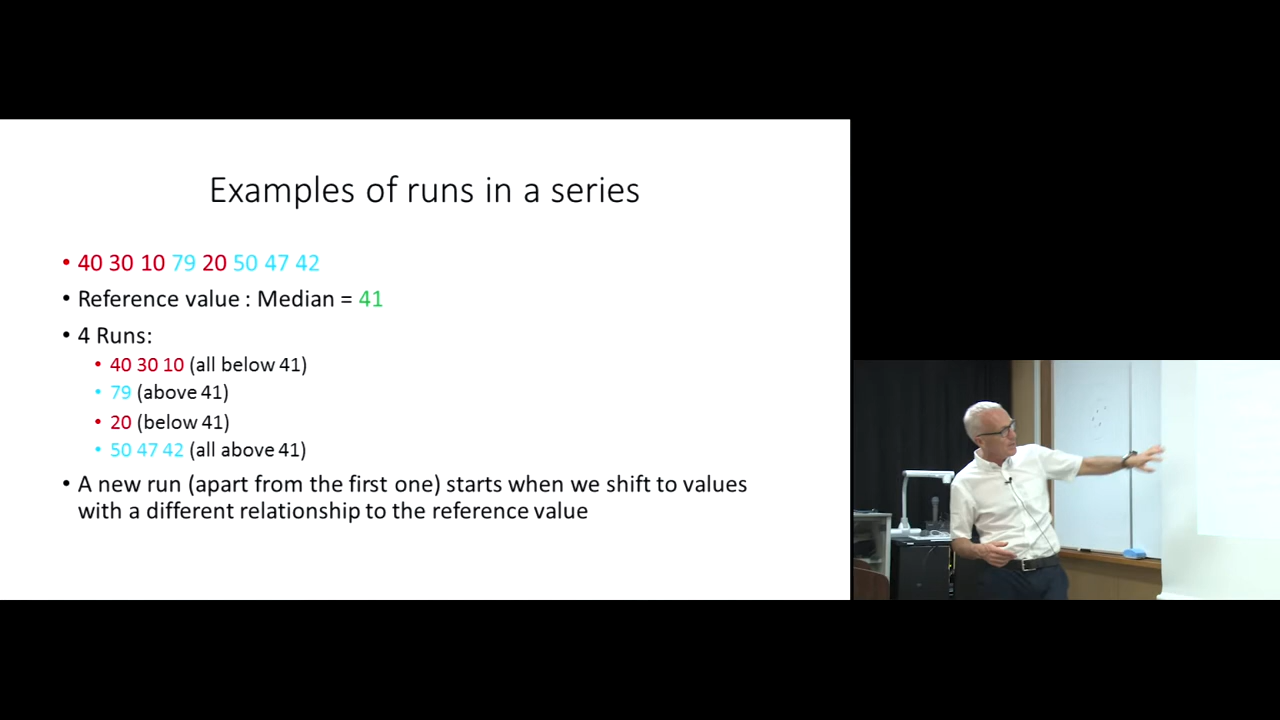 Examples of runs in a series
• 40 30 10 79 20 50 47 42
• Reference value : Median = 41
• 4 Runs:
• 40 30 10 (all below 41)
• 79 (above 41)
• 20 (below 41)
• 50 47 42 (all above 41)
• A new run (apart from the first one) starts when we shift to values
with a different relationship to the reference value